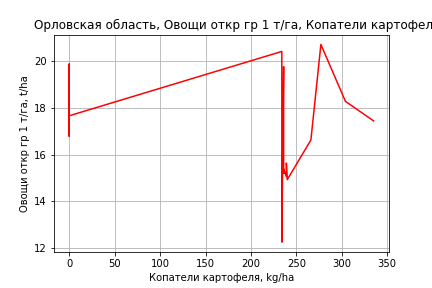 Орловская область, Овощи откр гр 1 т/га, Копатели картофел
Овощи откр гр 1 т/га, t/ha
20
18
16
14
12
0 50 100 150 200 250 300 350
Копатели картофеля, kg/ha